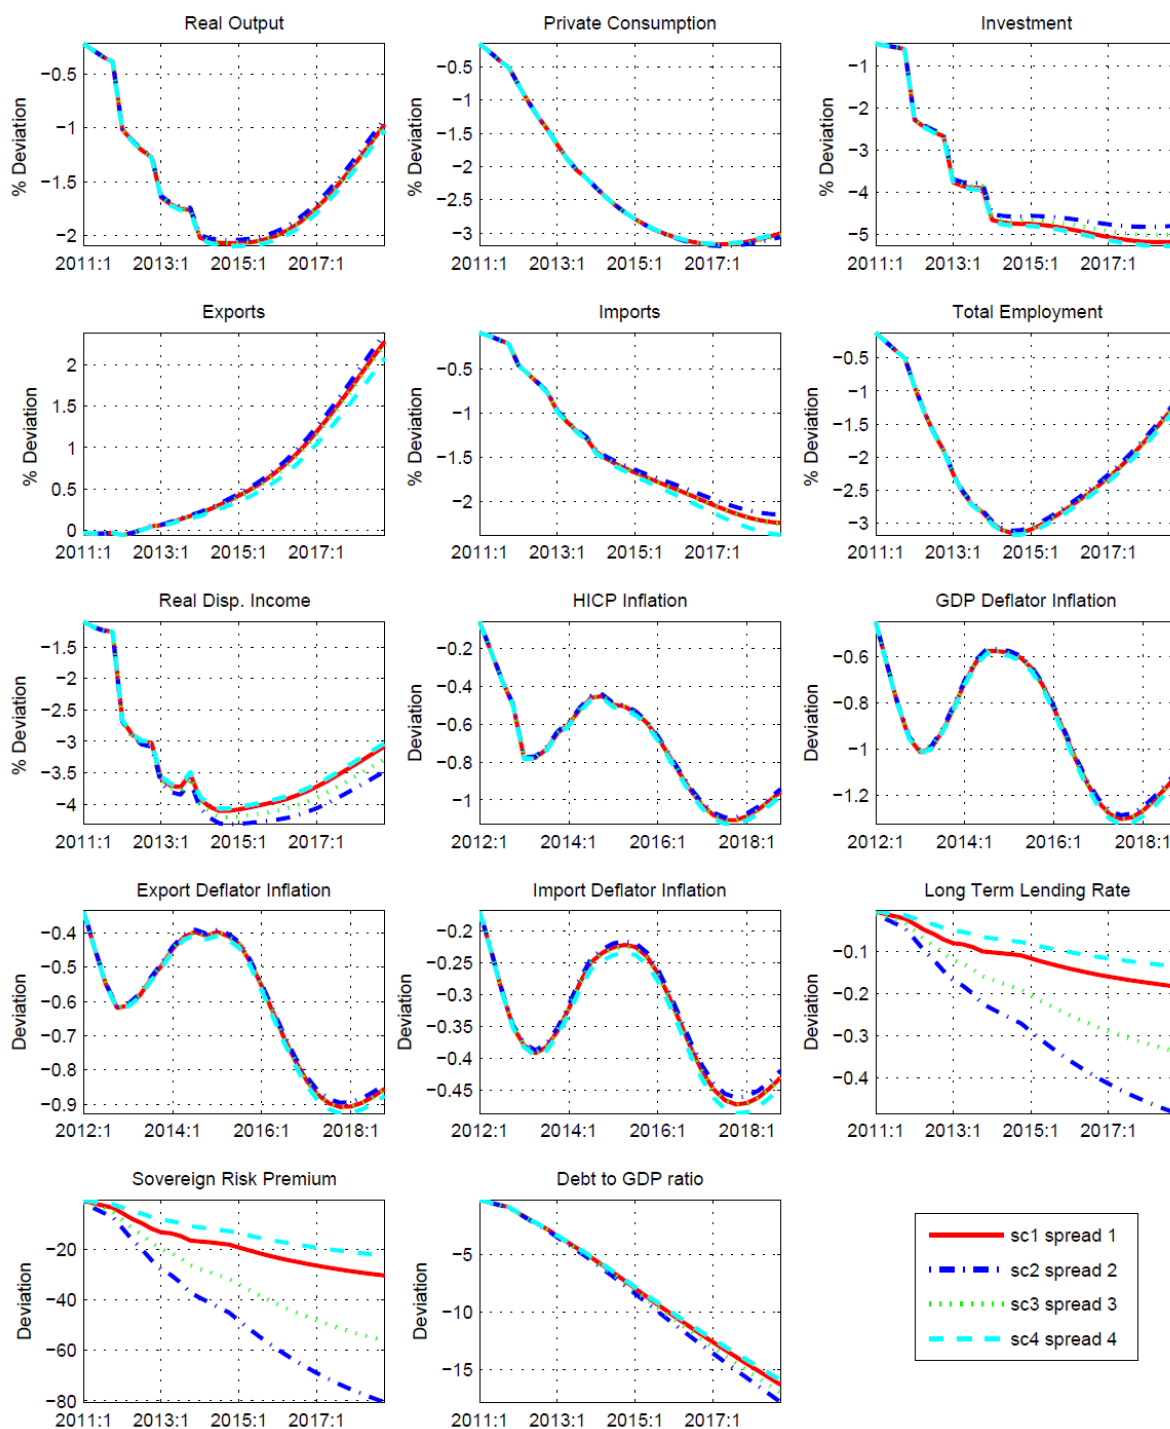 Real Output
Private Consumption
Investment
% Deviation
−0.5
−1
−1.5
−2
2011:1 2013:1 2015:1 2017:1
% Deviation
−0.5
−1
−1.5
−2
−2.5
−3
2011:1 2013:1 2015:1 2017:1
% Deviation
−1
−2
−3
−4
−5
2011:1 2013:1 2015:1 2017:1
Exports
Imports
Total Employment
% Deviation
2
1.5
1
0.5
0
2011:1 2013:1 2015:1 2017:1
% Deviation
−0.5
−1
−1.5
−2
2011:1 2013:1 2015:1 2017:1
% Deviation
−0.5
−1
−1.5
−2
−2.5
−3
2011:1 2013:1 2015:1 2017:1
Real Disp. Income
HICP Inflation
GDP Deflator Inflation
% Deviation
−1.5
−2
−2.5
−3
−3.5
−4
2011:1 2013:1 2015:1 2017:1
Deviation
−0.2
−0.4
−0.6
−0.8
−1
2012:1 2014:1 2016:1 2018:1
Deviation
−0.6
−0.8
−1
−1.2
2012:1 2014:1 2016:1 2018:1
Export Deflator Inflation
Import Deflator Inflation
Long Term Lending Rate
Deviation
−0.4
−0.5
−0.6
−0.7
−0.8
−0.9
2012:1 2014:1 2016:1 2018:1
Deviation
−0.2
−0.25
−0.3
−0.35
−0.4
−0.45
2012:1 2014:1 2016:1 2018:1
Deviation
−0.1
−0.2
−0.3
−0.4
2011:1 2013:1 2015:1 2017:1
Sovereign Risk Premium
Debt to GDP ratio
Deviation
−20
−40
−60
−80
2011:1 2013:1 2015:1 2017:1
Deviation
−5
−10
−15
2011:1 2013:1 2015:1 2017:1
sc1 spread 1
sc2 spread 2
sc3 spread 3
sc4 spread 4